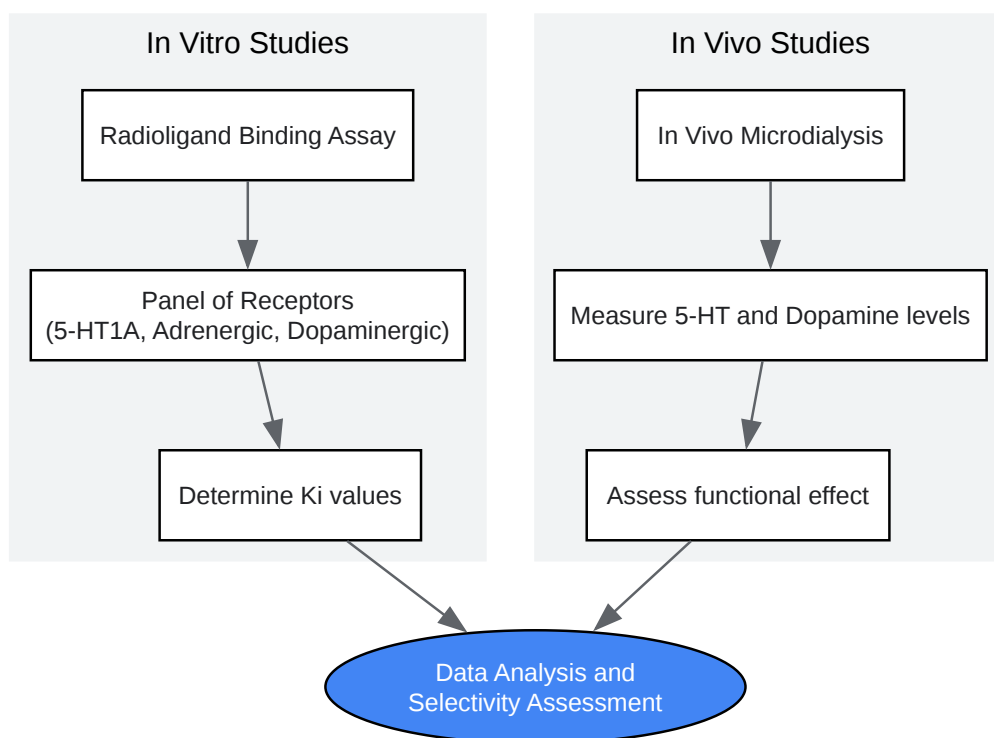 In Vitro Studies
Radioligand Binding Assay
Panel of Receptors
(5-HT1A, Adrenergic, Dopaminergic)
Determine Ki values
In Vivo Studies
In Vivo Microdialysis
Measure 5-HT and Dopamine levels
Assess functional effect
Data Analysis and
Selectivity Assessment